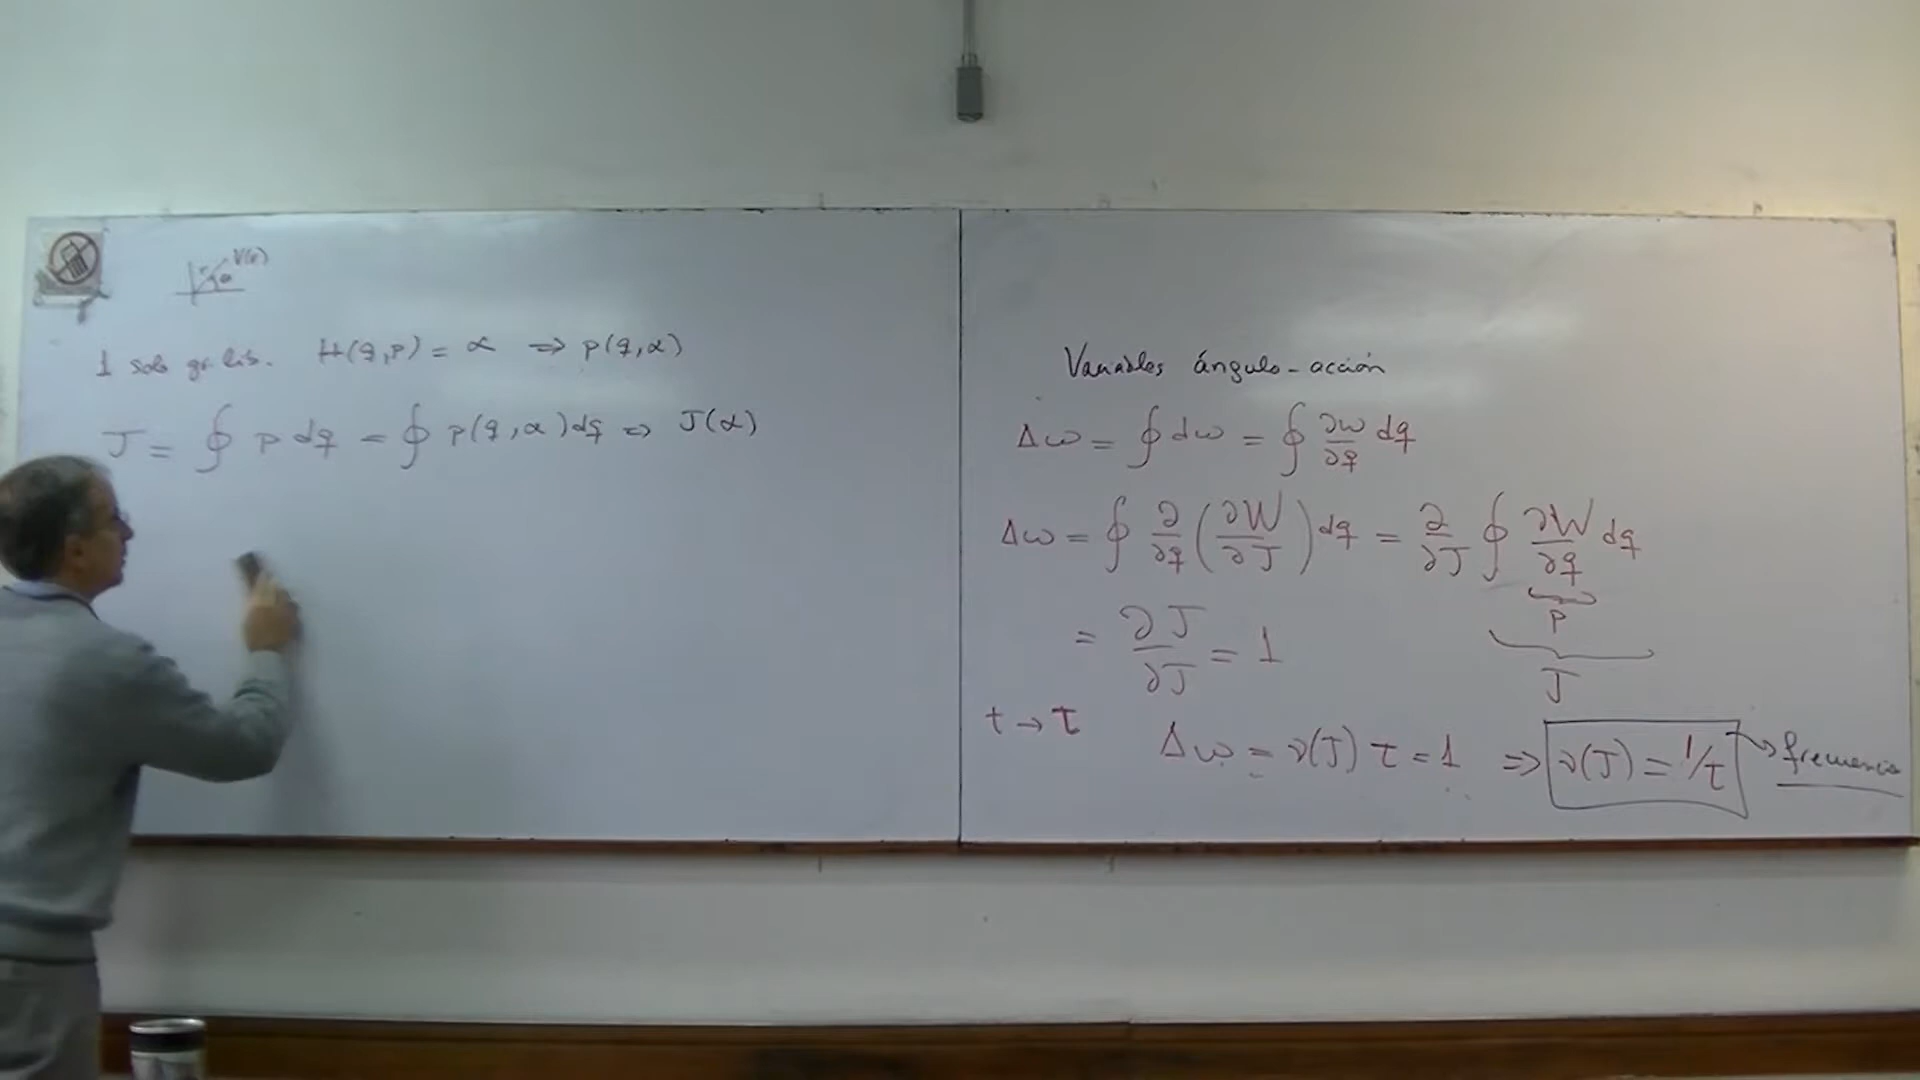 r θ V(r)
1 solo gr. lib. H(q,p) = α ⇒ p(q,α)
J = ∮ p dq = ∮ p(q,α) dq ⇒ J(α)
Variables ángulo-acción
Δω = ∮ dω = ∮ ∂ω/∂q dq
Δω = ∮ ∂/∂q (∂W/∂J) dq = ∂/∂J ∮ ∂W/∂q dq
p
= ∂J/∂J = 1
J
t → τ
Δω = ν(J) τ = 1 ⇒ ν(J) = 1/τ → frecuencia